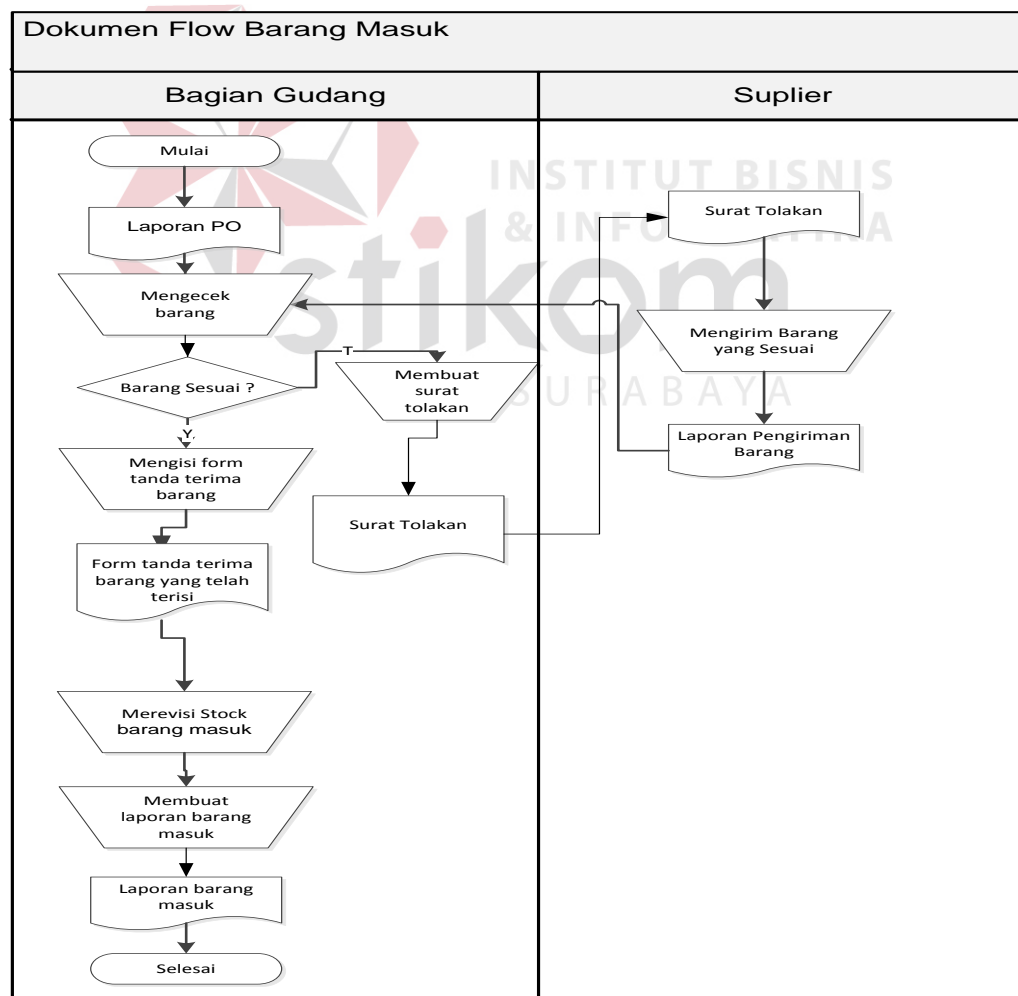 Dokumen Flow Barang Masuk
Bagian Gudang
Suplier
Mulai
Laporan PO
Mengecek
barang
Barang Sesuai ?
T
Membuat
surat
tolakan
Y
Mengisi form
tanda terima
barang
Surat Tolakan
Form tanda terima
barang yang telah
terisi
Merevisi Stock
barang masuk
Membuat
laporan barang
masuk
Laporan barang
masuk
Selesai
Surat Tolakan
Mengirim Barang
yang Sesuai
Laporan Pengiriman
Barang
INSTITUT BISNIS
stikom
SURABAYA